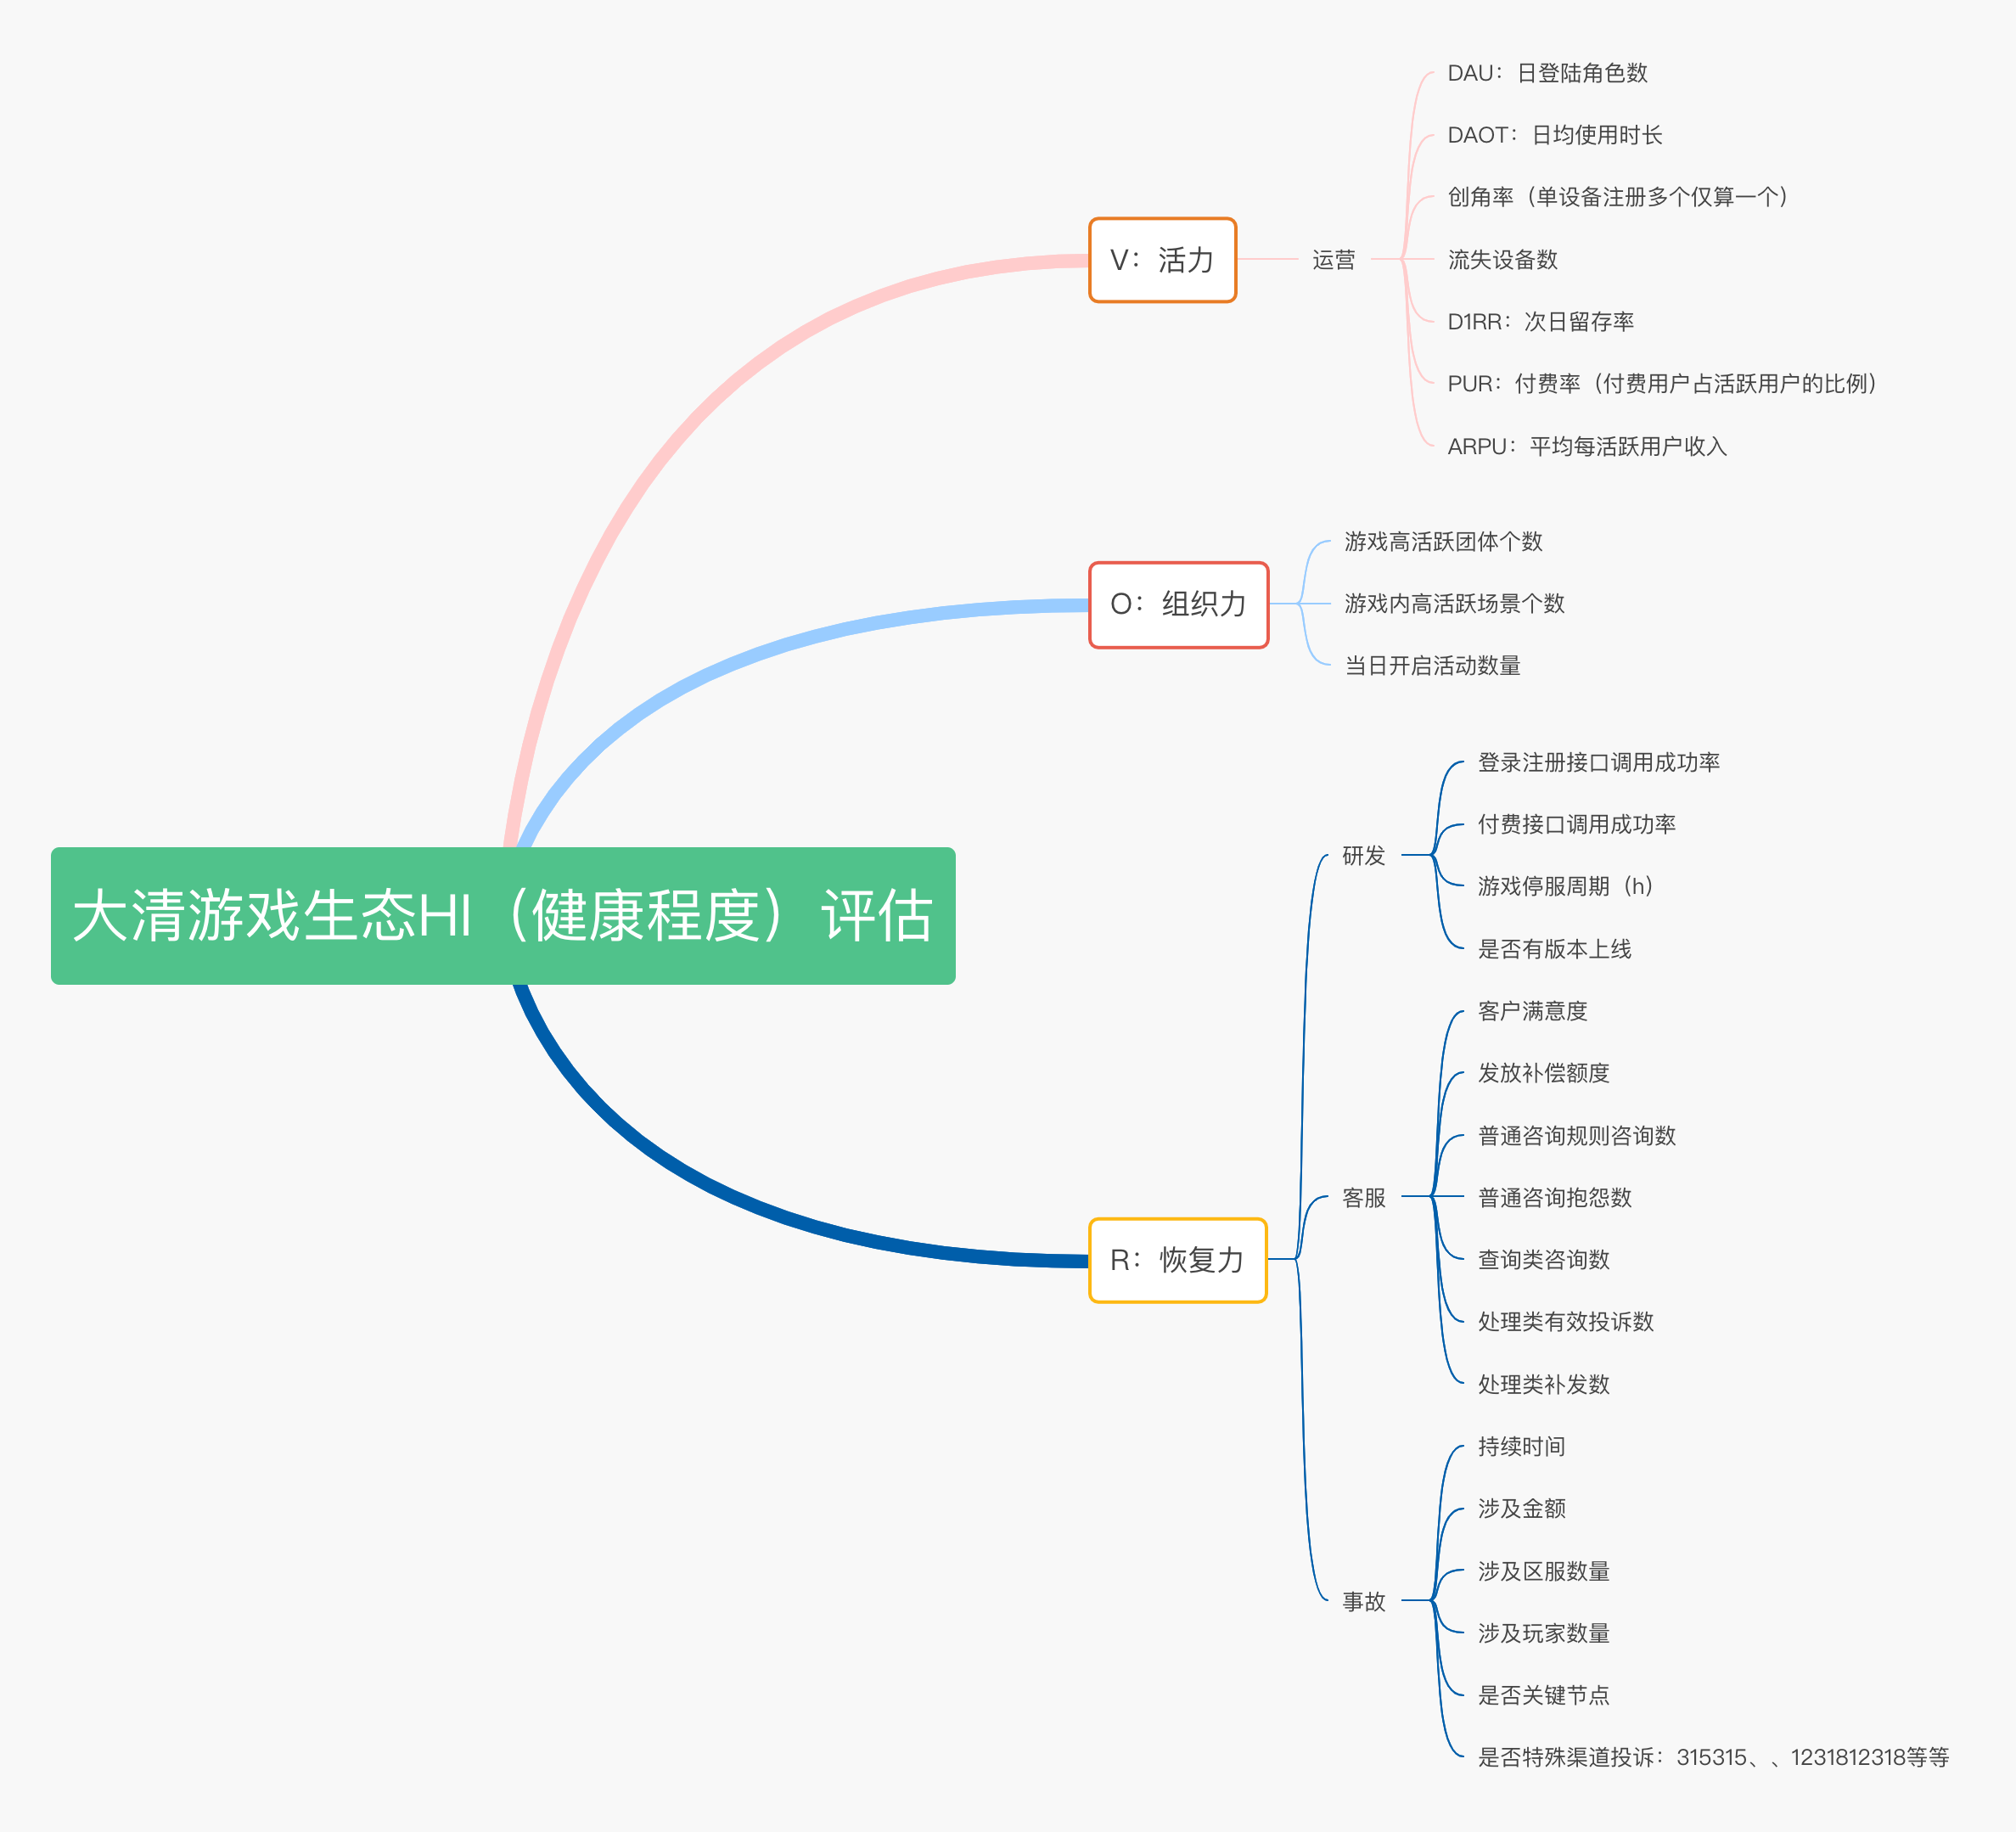 大清游戏生态HI（健康程度）评估
V：活力
运营
DAU：日登陆角色数
DAOT：日均使用时长
创角率（单设备注册多个仅算一个）
流失设备数
D1RR：次日留存率
PUR：付费率（付费用户占活跃用户的比例）
ARPU：平均每活跃用户收入
O：组织力
游戏高活跃团体个数
游戏内高活跃场景个数
当日开启活动数量
R：恢复力
研发
登录注册接口调用成功率
付费接口调用成功率
游戏停服周期（h）
是否有版本上线
客服
客户满意度
发放补偿额度
普通咨询规则咨询数
普通咨询抱怨数
查询类咨询数
处理类有效投诉数
处理类补发数
事故
持续时间
涉及金额
涉及区服数量
涉及玩家数量
是否关键节点
是否特殊渠道投诉：315315、、1231812318等等